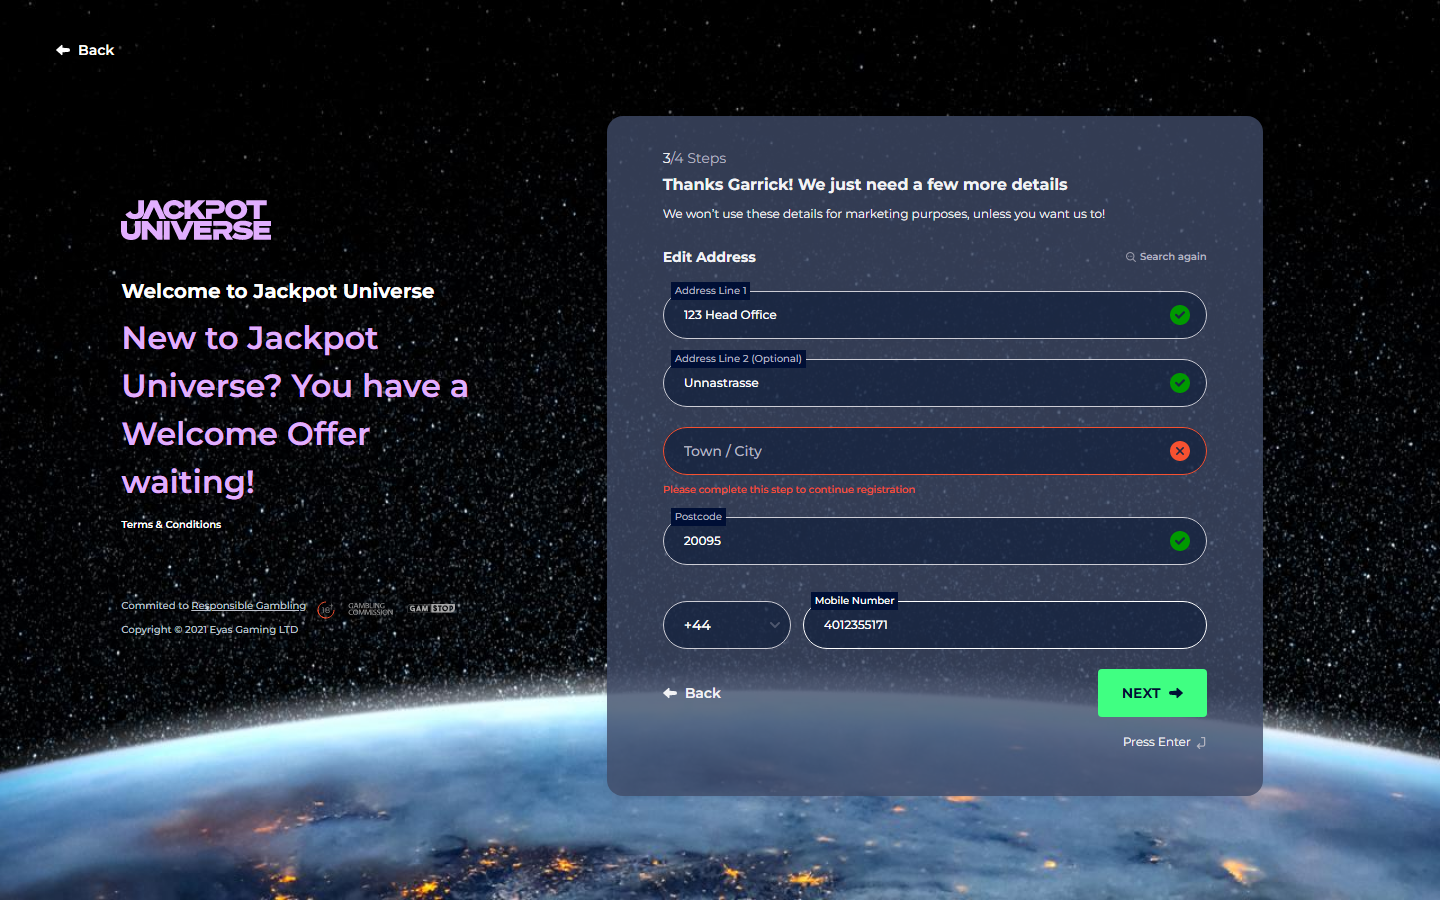 Back
JACKPOT
UNIVERSE
Welcome to Jackpot Universe
New to Jackpot
Universe? You have a
Welcome Offer
waiting!
Terms & Conditions
Commited to Responsible Gambling
18+
GAMBLING
COMMISSION
GAMSTOP
Copyright © 2021 Eyas Gaming LTD
3/4 Steps
Thanks Garrick! We just need a few more details
We won't use these details for marketing purposes, unless you want us to!
Edit Address
Search again
Address Line 1
123 Head Office
Address Line 2 (Optional)
Unnastrasse
Town / City
Please complete this step to continue registration
Postcode
20095
+44
Mobile Number
4012355171
Back
NEXT
Press Enter